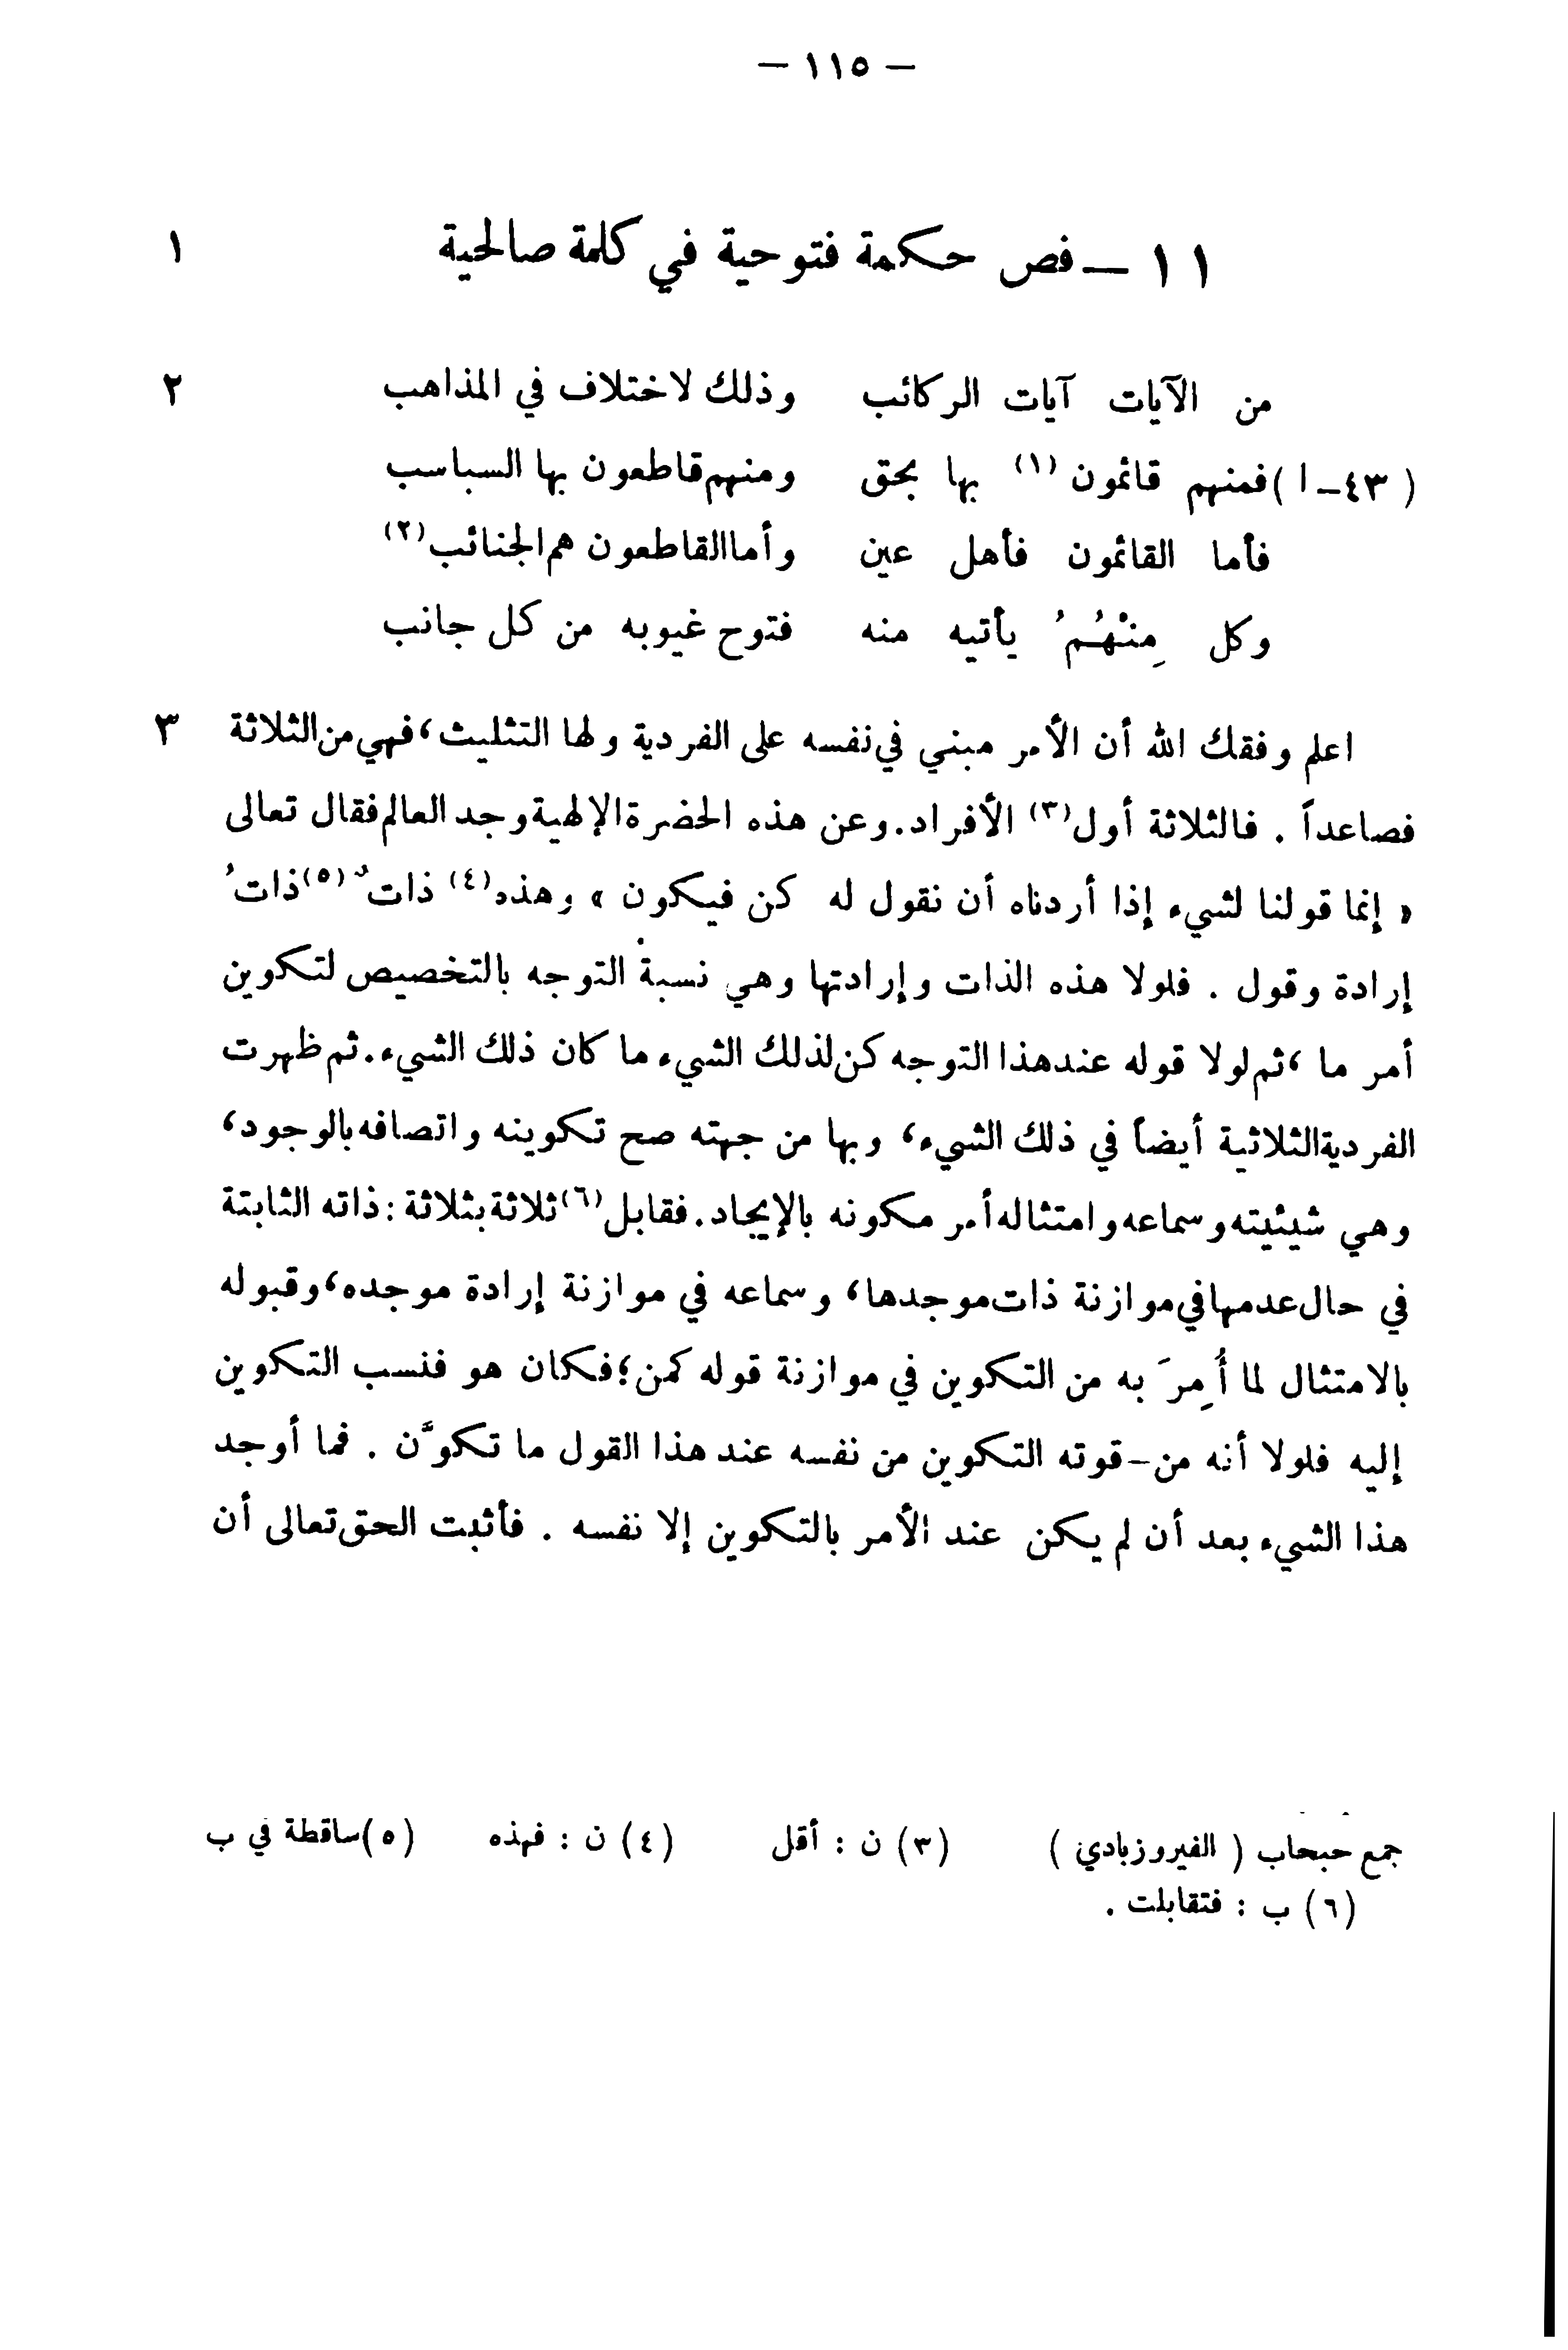 — ١١٥ —
١١ — فص حكمة فتوحية في كلمة صالحية ١
من الآيات آيات الركائب وذلك لاختلاف في المذاهب ٢
( ٤٣–ا ) فمنهم قائمون (١) بها بحق ومنهم قاطعون بها السباسب
فأما القائمون فأهل عين وأما القاطعون هم الجنائب (٢)
وكل مِنْهُمُ يأتيه منه فتوح غيوبه من كل جانب
اعلم وفقك الله أن الأمر مبني في نفسه على الفردية ولها التثليث، فهي من الثلاثة ٣
فصاعداً . فالثلاثة أول (٣) الأفراد. وعن هذه الحضرة الإلهية وجد العالم فقال تعالى
« إنما قولنا لشيء إذا أردناه أن نقول له كن فيكون » وهذه (٤) ذاتٌ (٥) ذاتُ
إرادة وقول . فلولا هذه الذات وإرادتها وهي نسبة التوجه بالتخصيص لتكوين
أمر ما ، ثم لولا قوله عند هذا التوجه كن لذلك الشيء ما كان ذلك الشيء. ثم ظهرت
الفردية الثلاثية أيضاً في ذلك الشيء، وبها من جهته صح تكوينه واتصافه بالوجود،
وهي شيئيته وسماعه وامتثاله أمر مكونه بالإيجاد. فقابل (٦) ثلاثة بثلاثة : ذاته الثابتة
في حال عدمها في موازنة ذات موجدها، وسماعه في موازنة إرادة موجده، وقبوله
بالامتثال لما أُمِرَ به من التكوين في موازنة قوله كن؛ فكان هو فنسب التكوين
إليه فلولا أنه من–قوته التكوين من نفسه عند هذا القول ما تكوَّن . فما أوجد
هذا الشيء بعد أن لم يكن عند الأمر بالتكوين إلا نفسه . فأثبت الحق تعالى أن
جمع حبحاب ( الفيروزبادي ) (٣) ن : أقل (٤) ن : فهذه (٥) ساقطة في ب
(٦) ب : فتقابلت .